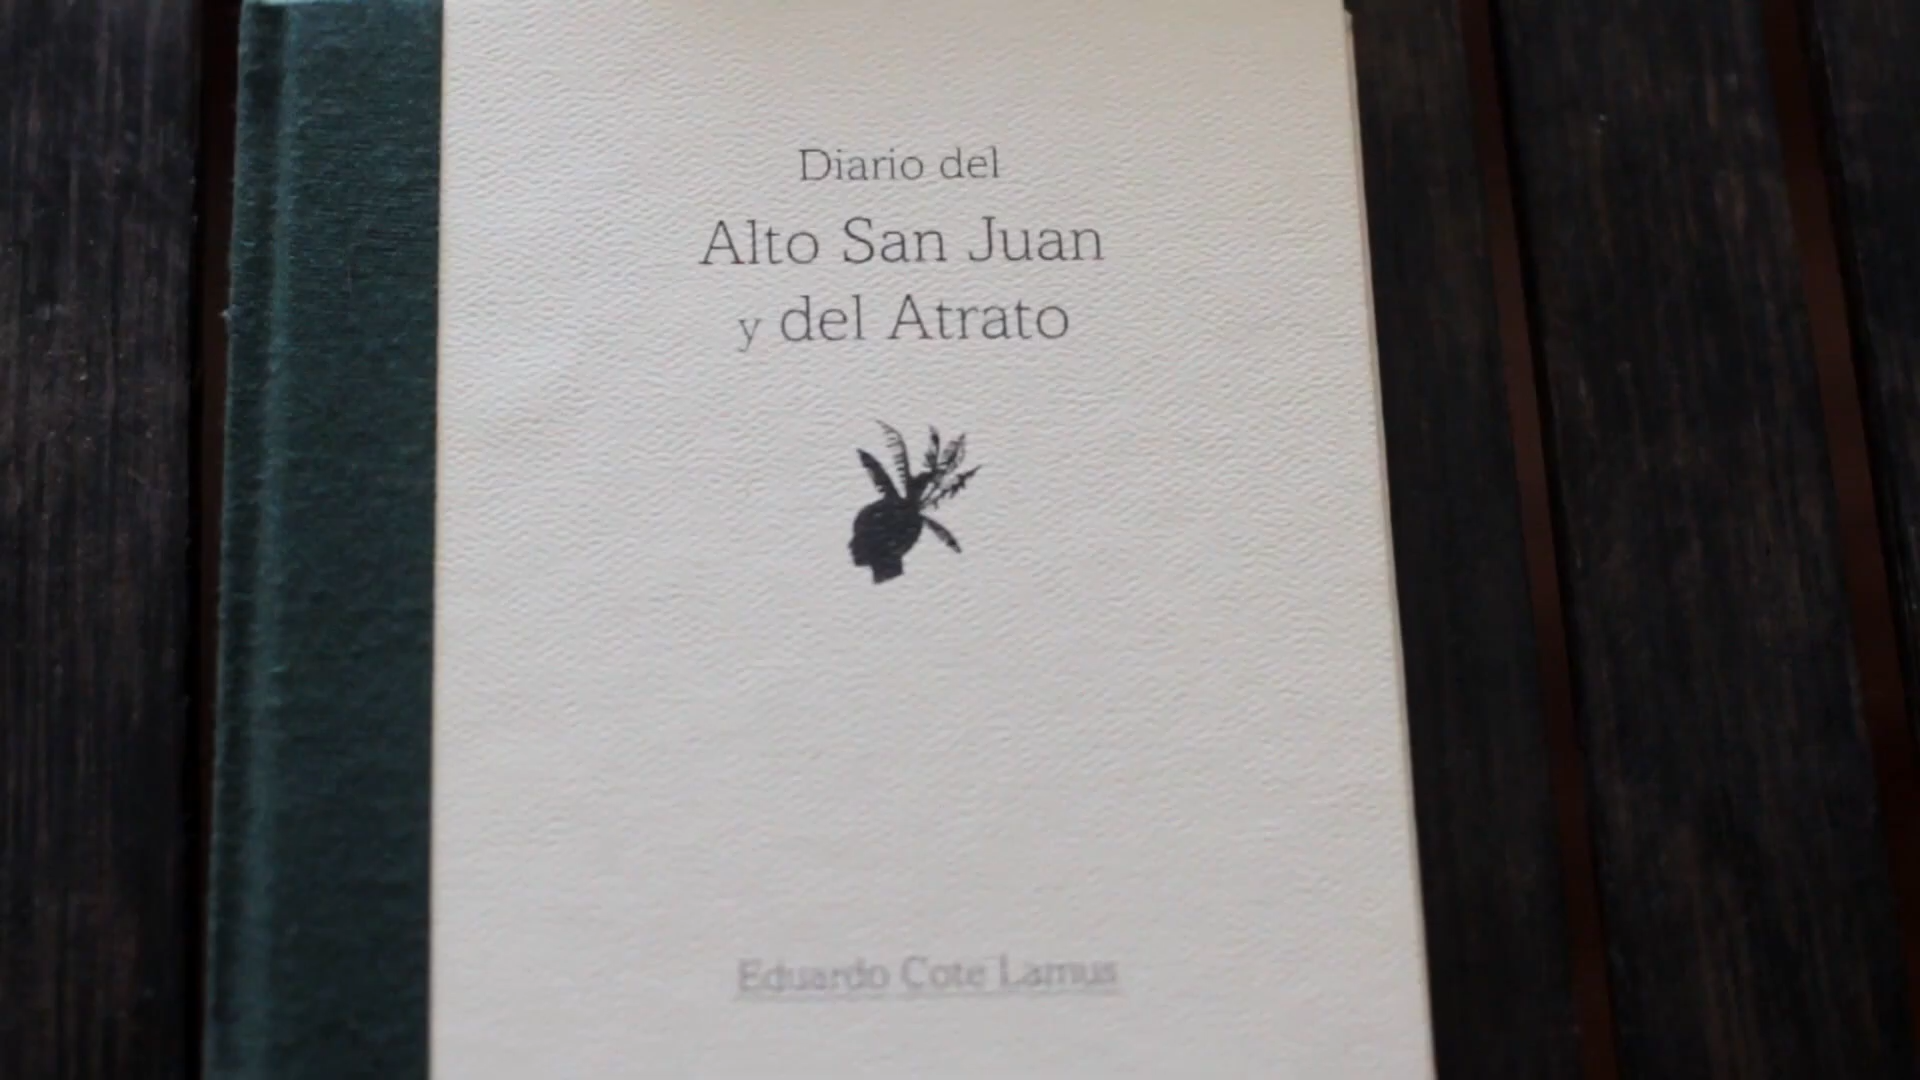 Diario del
Alto San Juan
y del Atrato
Eduardo Cote Lamus